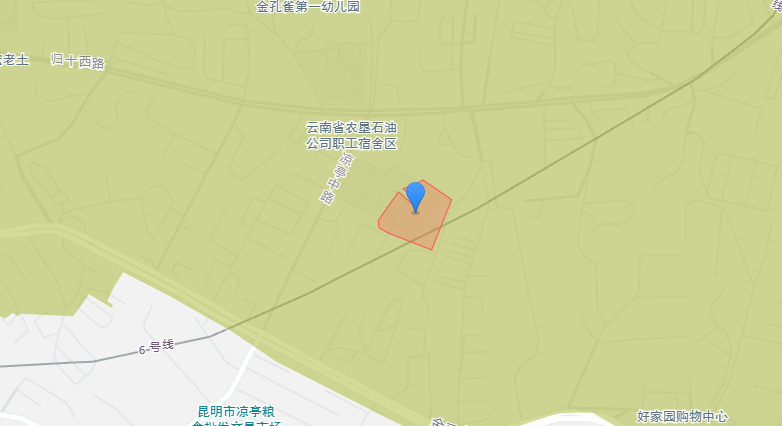 金孔雀第一幼儿园
老土
归十西路
云南省农垦石油
公司职工宿舍区
凉亭中路
6号线
昆明市凉亭粮
好家园购物中心